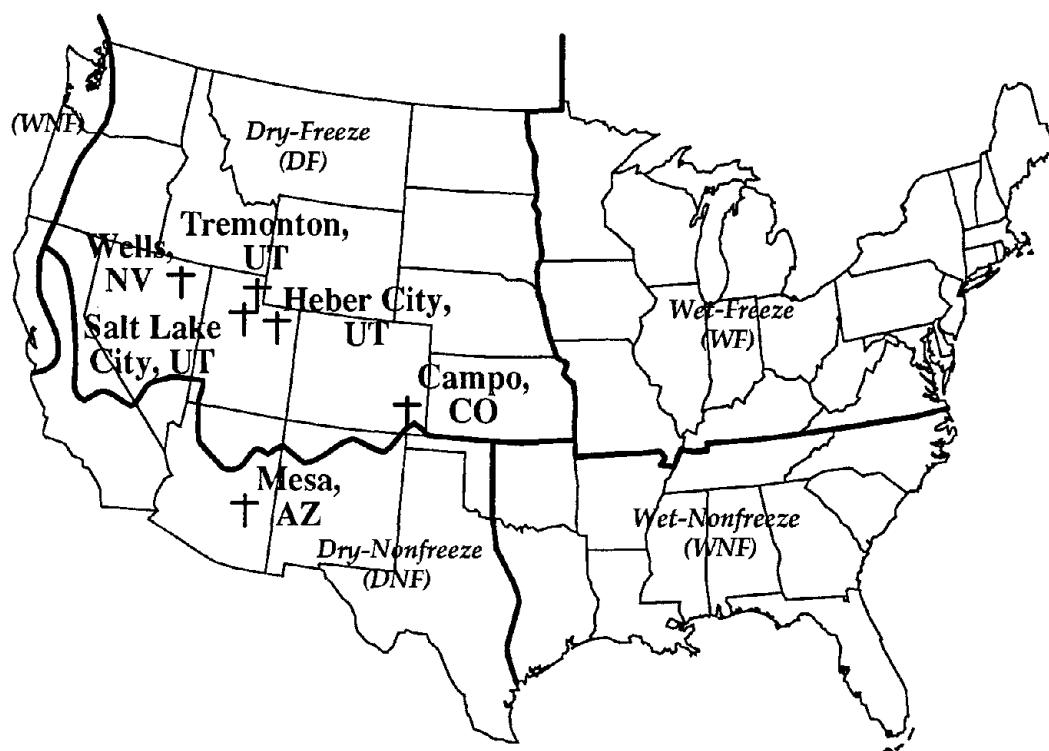 (WNF)
Dry-Freeze
(DF)
Tremonton,
UT
Wells,
NV
Heber City,
UT
Salt Lake
City, UT
Wet-Freeze
(WF)
Campo,
CO
Mesa,
AZ
Wet-Nonfreeze
(WNF)
Dry-Nonfreeze
(DNF)